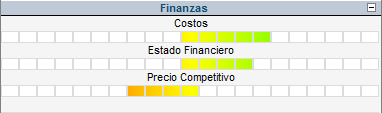 Finanzas
Costos
Estado Financiero
Precio Competitivo